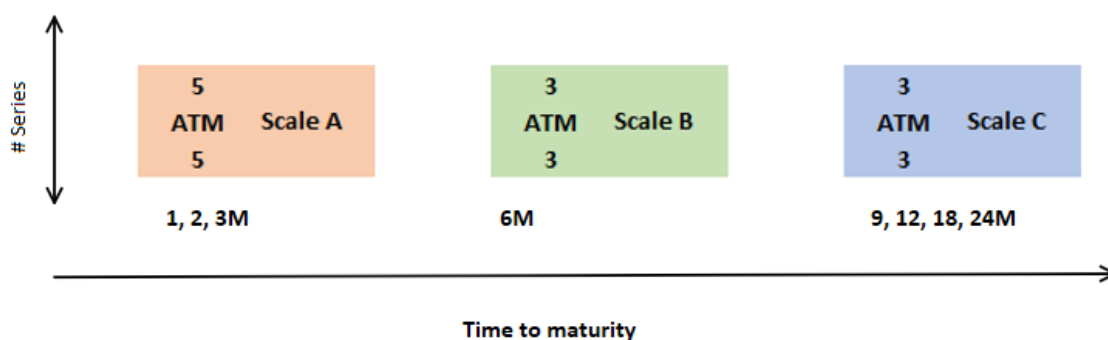 # Series
5
ATM Scale A
5
3
ATM Scale B
3
3
ATM Scale C
3
1, 2, 3M
6M
9, 12, 18, 24M
Time to maturity